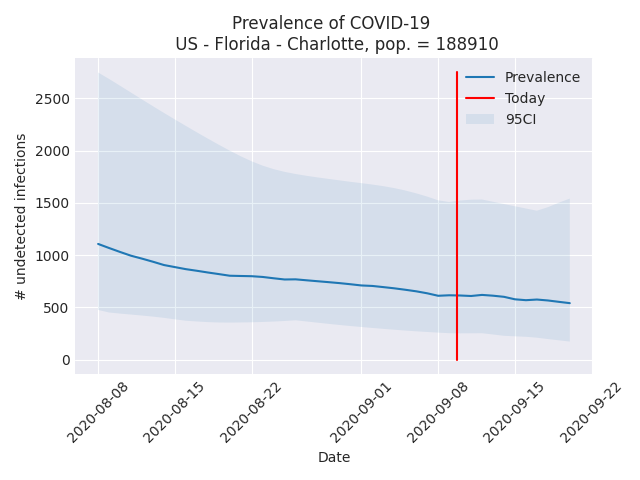 Prevalence of COVID-19
US - Florida - Charlotte, pop. = 188910
Prevalence
Today
95CI
# undetected infections
2500
2000
1500
1000
500
0
2020-08-08
2020-08-15
2020-08-22
2020-09-01
2020-09-08
2020-09-15
2020-09-22
Date